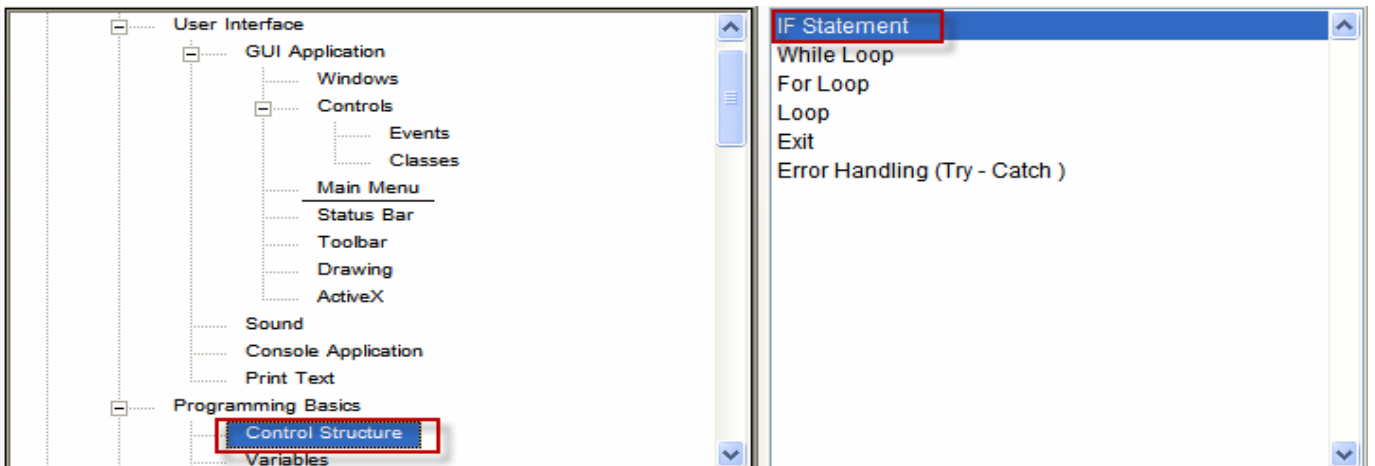 User Interface
GUI Application
Windows
Controls
Events
Classes
Main Menu
Status Bar
Toolbar
Drawing
ActiveX
Sound
Console Application
Print Text
Programming Basics
Control Structure
Variables
IF Statement
While Loop
For Loop
Loop
Exit
Error Handling (Try - Catch )